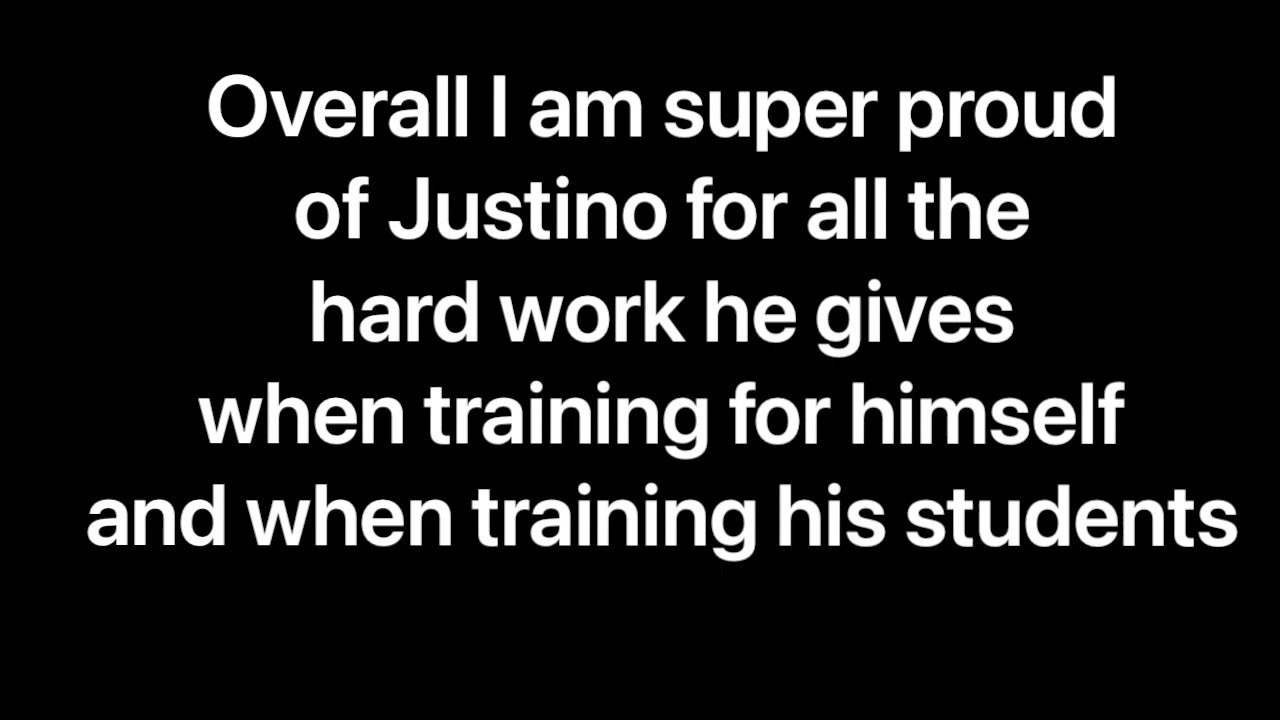 Overall I am super proud
of Justino for all the
hard work he gives
when training for himself
and when training his students